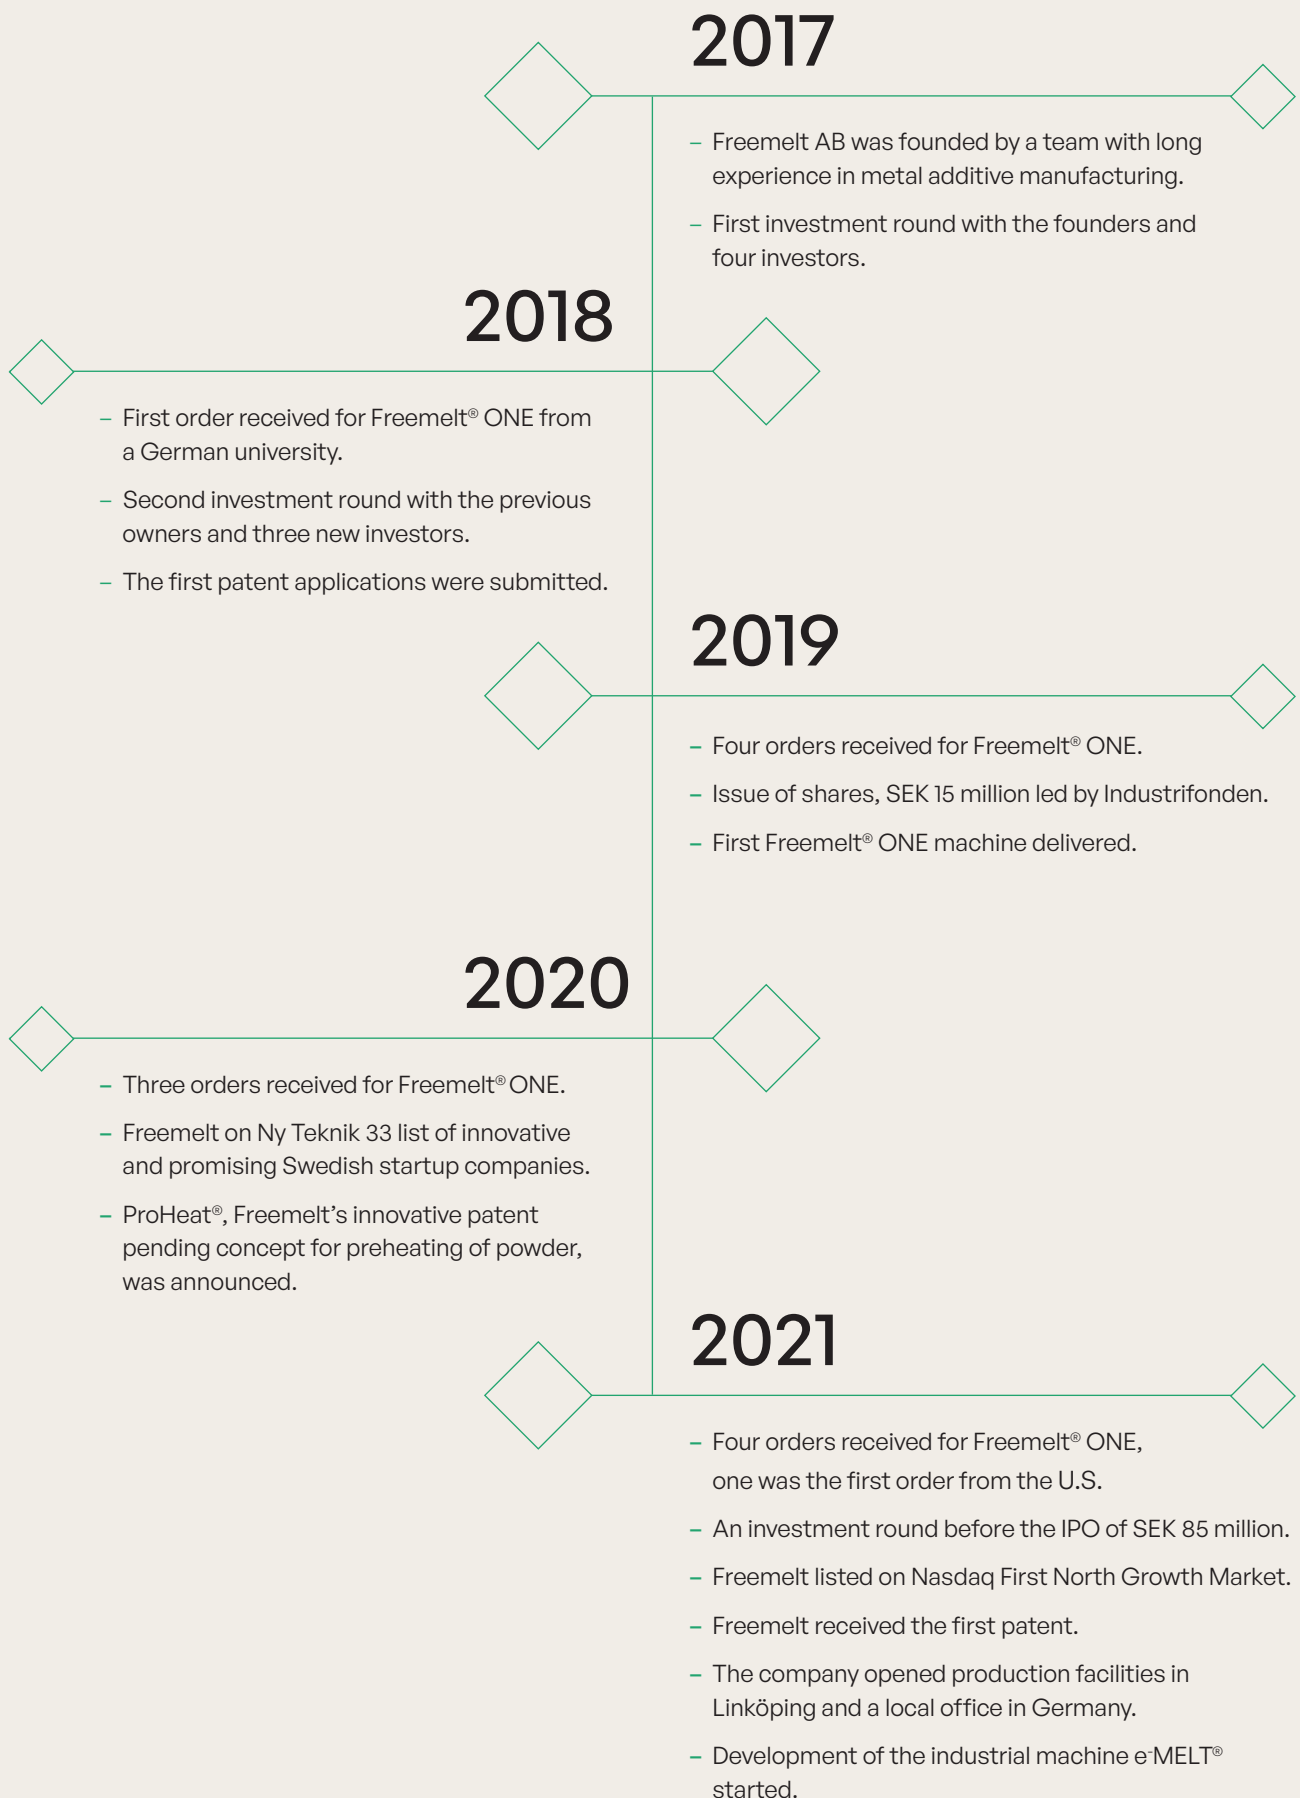 2017
– Freemelt AB was founded by a team with long
experience in metal additive manufacturing.
– First investment round with the founders and
four investors.
2018
– First order received for Freemelt® ONE from
a German university.
– Second investment round with the previous
owners and three new investors.
– The first patent applications were submitted.
2019
– Four orders received for Freemelt® ONE.
– Issue of shares, SEK 15 million led by Industrifonden.
– First Freemelt® ONE machine delivered.
2020
– Three orders received for Freemelt® ONE.
– Freemelt on Ny Teknik 33 list of innovative
and promising Swedish startup companies.
– ProHeat®, Freemelt’s innovative patent
pending concept for preheating of powder,
was announced.
2021
– Four orders received for Freemelt® ONE,
one was the first order from the U.S.
– An investment round before the IPO of SEK 85 million.
– Freemelt listed on Nasdaq First North Growth Market.
– Freemelt received the first patent.
– The company opened production facilities in
Linköping and a local office in Germany.
– Development of the industrial machine e⁻MELT®
started.